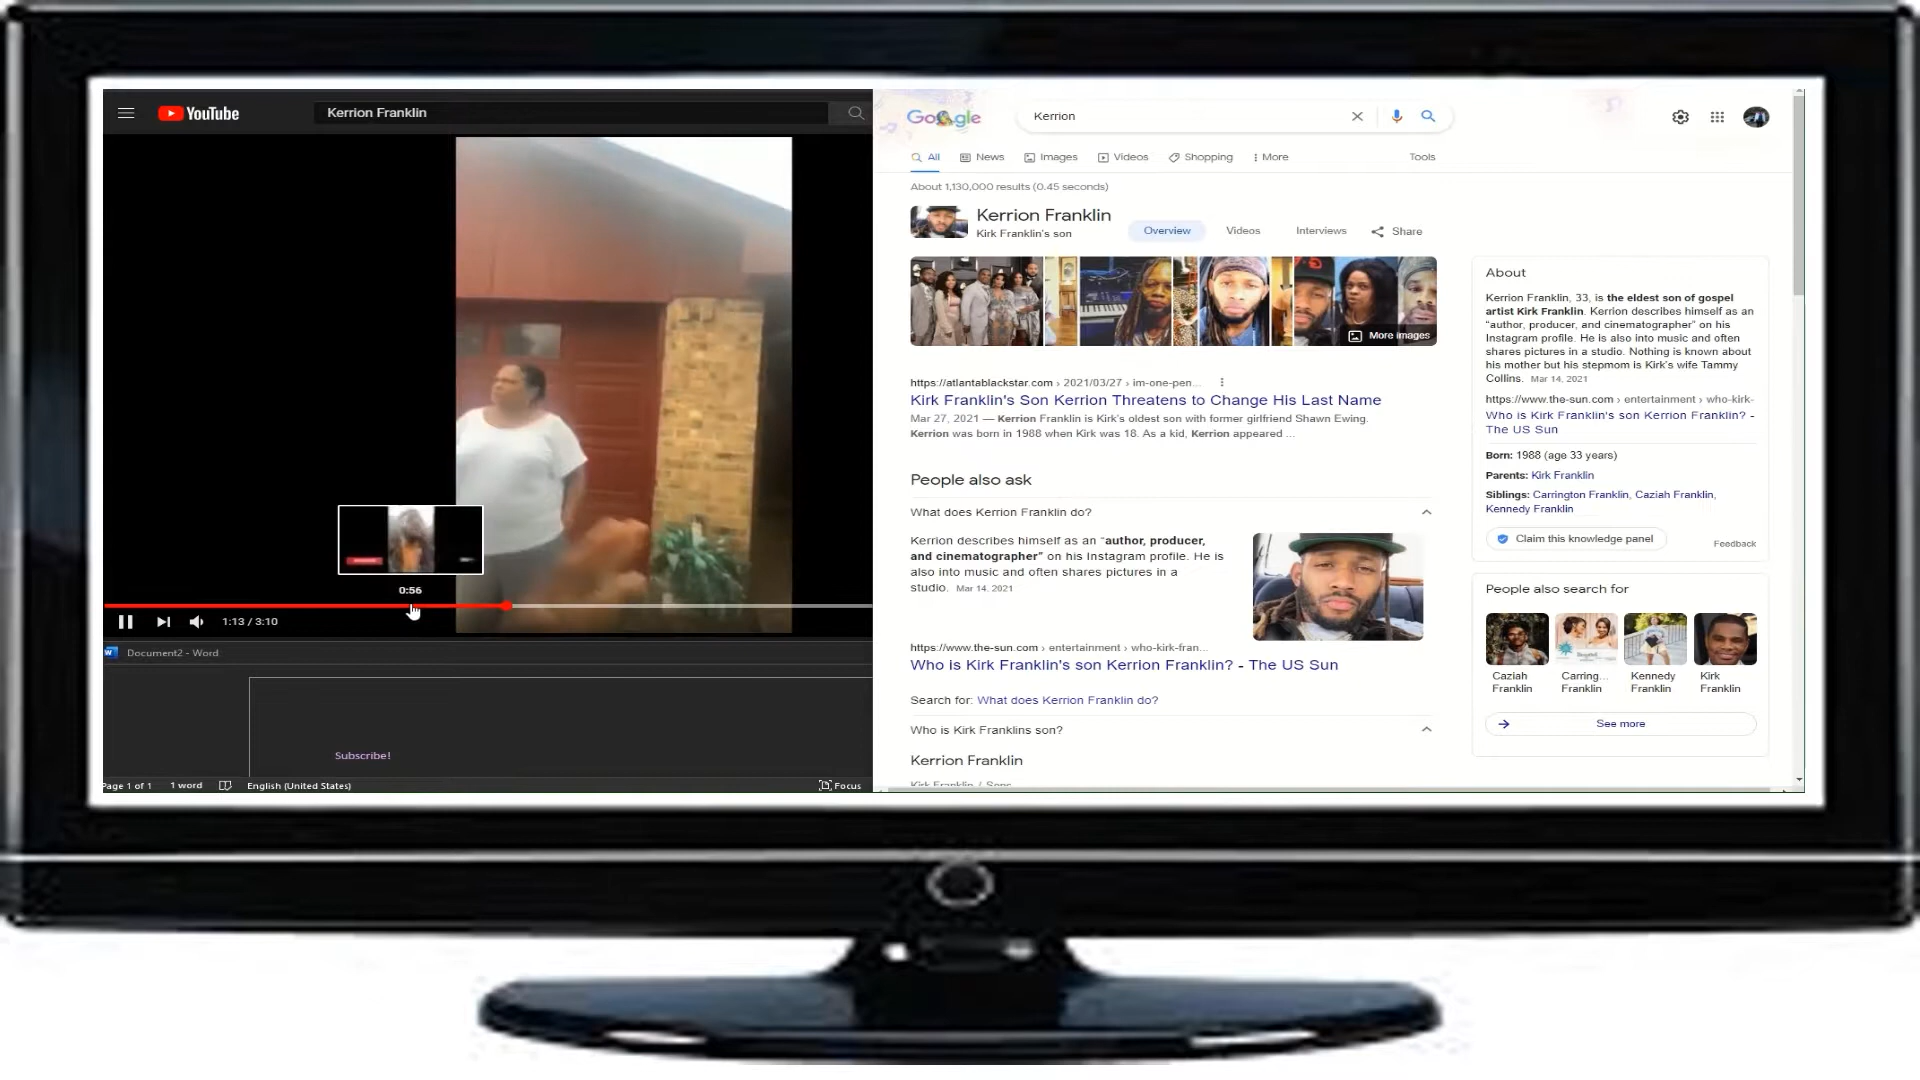 YouTube
Kerrion Franklin
0:56
1:13 / 3:10
Document2 - Word
Subscribe!
Page 1 of 1 1 word English (United States) Focus
Google
Kerrion
All News Images Videos Shopping More Tools
About 1,130,000 results (0.45 seconds)
Kerrion Franklin
Kirk Franklin's son
Overview Videos Interviews Share
More images
https://atlantablackstar.com › 2021/03/27 › im-one-pen...
Kirk Franklin's Son Kerrion Threatens to Change His Last Name
Mar 27, 2021 — Kerrion Franklin is Kirk's oldest son with former girlfriend Shawn Ewing.
Kerrion was born in 1988 when Kirk was 18. As a kid, Kerrion appeared ...
People also ask
What does Kerrion Franklin do?
Kerrion describes himself as an “author, producer,
and cinematographer” on his Instagram profile. He is
also into music and often shares pictures in a
studio. Mar 14, 2021
https://www.the-sun.com › entertainment › who-kirk-fran...
Who is Kirk Franklin's son Kerrion Franklin? - The US Sun
Search for: What does Kerrion Franklin do?
Who is Kirk Franklins son?
Kerrion Franklin
Kirk Franklin / Sons
About
Kerrion Franklin, 33, is the eldest son of gospel
artist Kirk Franklin. Kerrion describes himself as an
“author, producer, and cinematographer” on his
Instagram profile. He is also into music and often
shares pictures in a studio. Nothing is known about
his mother but his stepmom is Kirk's wife Tammy
Collins. Mar 14, 2021
https://www.the-sun.com › entertainment › who-kirk-
Who is Kirk Franklin's son Kerrion Franklin? -
The US Sun
Born: 1988 (age 33 years)
Parents: Kirk Franklin
Siblings: Carrington Franklin, Caziah Franklin,
Kennedy Franklin
Claim this knowledge panel
Feedback
People also search for
Caziah Franklin
Carring... Franklin
Kennedy Franklin
Kirk Franklin
See more